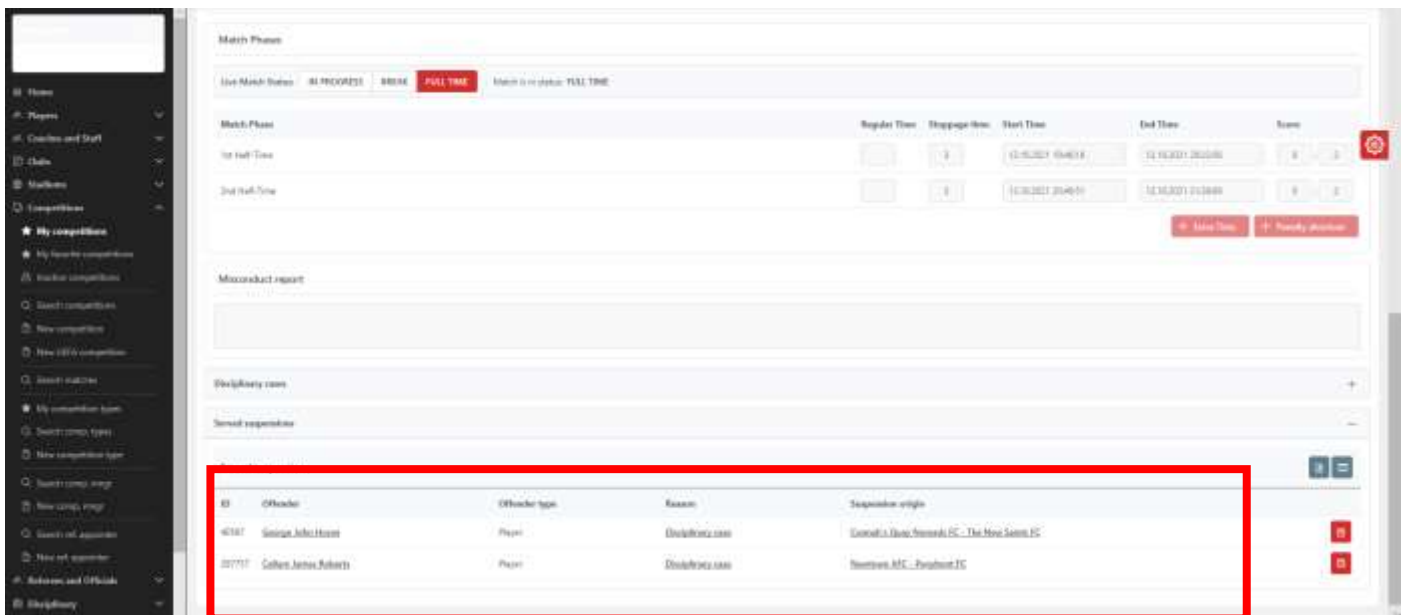 Match Phases
Live Match Status IN PROGRESS BREAK FULL TIME Match is in status: FULL TIME
Home
Players
Coaches and Staff
Clubs
Stadiums
Competitions
My competitions
My favorite competitions
Inactive competitions
Search competitions
New competition
New UEFA competition
Search matches
My competition types
Search comp. types
New competition type
Search comp. mngr
New comp. mngr
Search ref. appointer
New ref. appointer
Referees and Officials
Disciplinary
Match Phase Regular Time Stoppage time Start Time End Time Score
1st Half-Time
2nd Half-Time
Extra Time Penalty shootout
Misconduct report
Disciplinary cases
Served suspensions
ID Offender Offender type Reason Suspension origin
George John Horan Player Disciplinary case Connah's Quay Nomads FC - The New Saints FC
Callum James Roberts Player Disciplinary case Newtown AFC - Penybont FC